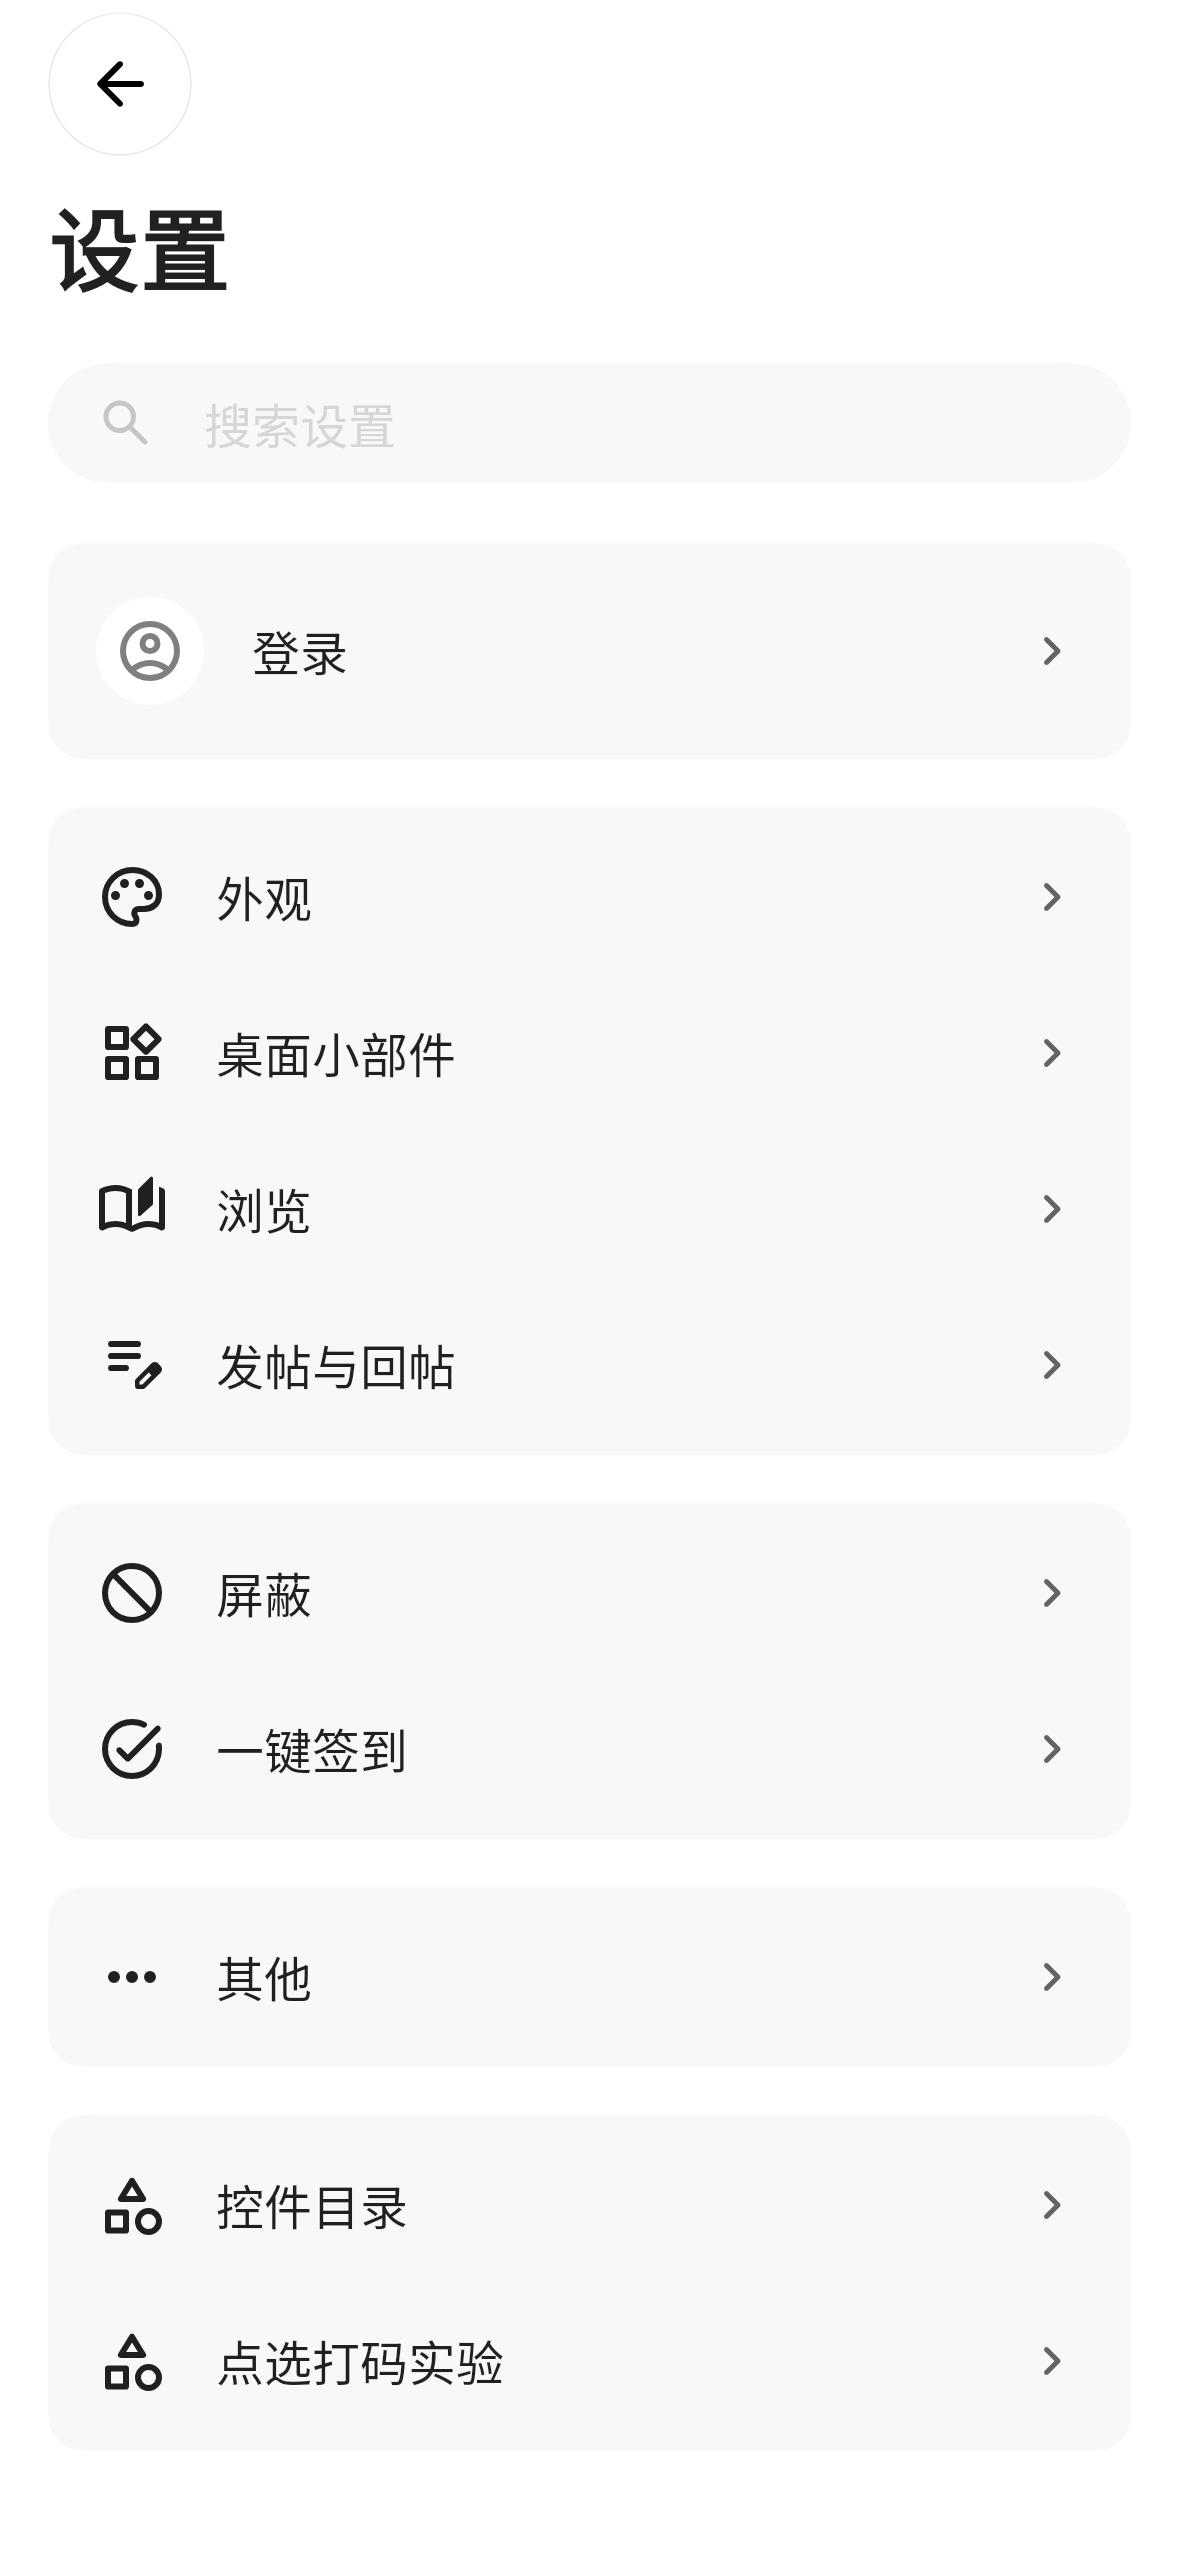 设置
搜索设置
登录
外观
桌面小部件
浏览
发帖与回帖
屏蔽
一键签到
其他
控件目录
点选打码实验